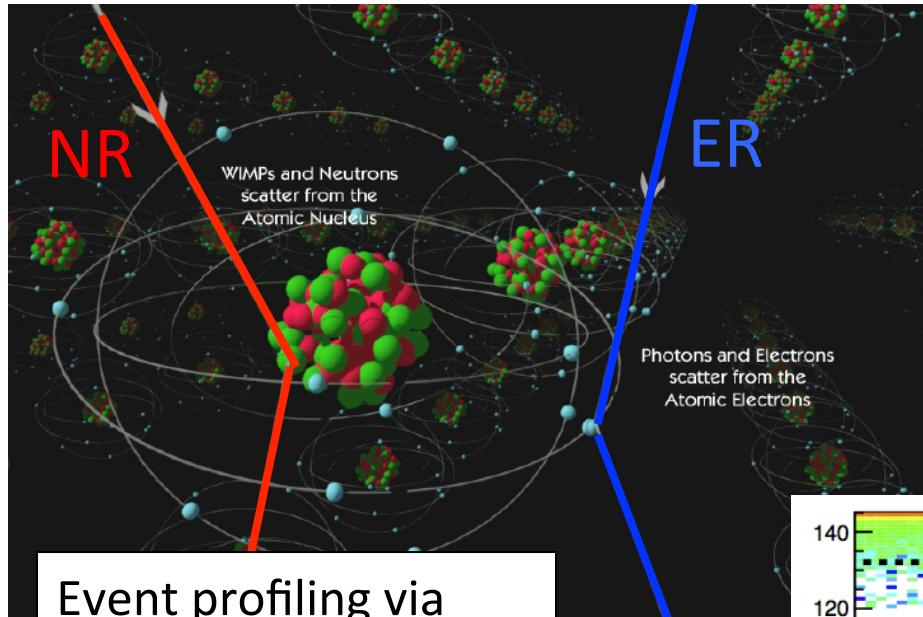 NR
WIMPs and Neutrons
scatter from the
Atomic Nucleus
ER
Photons and Electrons
scatter from the
Atomic Electrons
Event profiling via
140
120